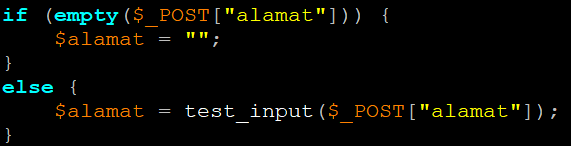 if (empty($_POST["alamat"])) {
    $alamat = "";
}
else {
    $alamat = test_input($_POST["alamat"]);
}